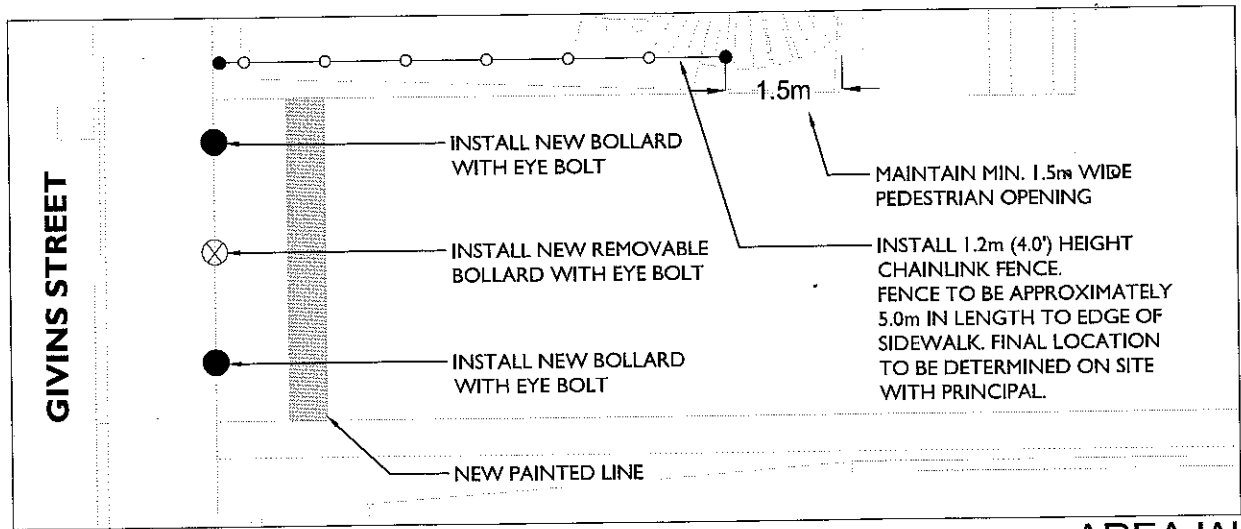 GIVINS STREET
1.5m
INSTALL NEW BOLLARD
WITH EYE BOLT
MAINTAIN MIN. 1.5m WIDE
PEDESTRIAN OPENING
INSTALL NEW REMOVABLE
BOLLARD WITH EYE BOLT
INSTALL 1.2m (4.0') HEIGHT
CHAINLINK FENCE.
FENCE TO BE APPROXIMATELY
5.0m IN LENGTH TO EDGE OF
SIDEWALK. FINAL LOCATION
TO BE DETERMINED ON SITE
WITH PRINCIPAL.
INSTALL NEW BOLLARD
WITH EYE BOLT
NEW PAINTED LINE